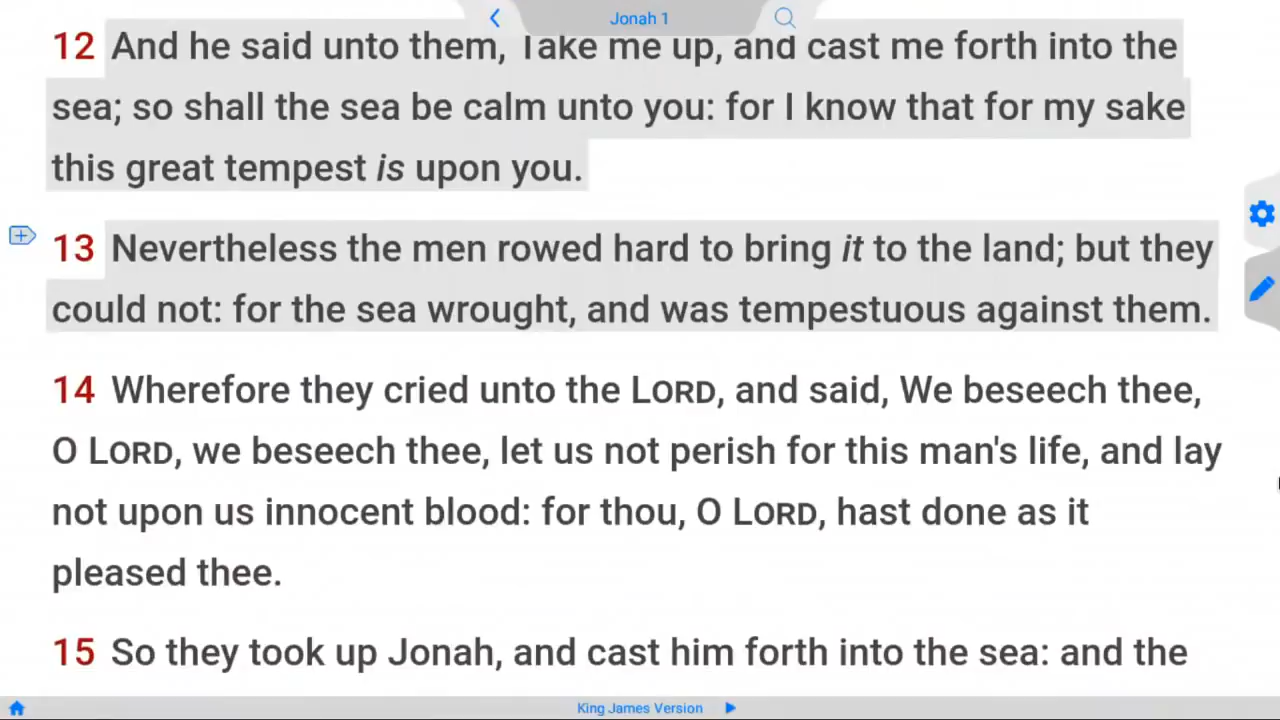 Jonah 1
12 And he said unto them, Take me up, and cast me forth into the
sea; so shall the sea be calm unto you: for I know that for my sake
this great tempest is upon you.
13 Nevertheless the men rowed hard to bring it to the land; but they
could not: for the sea wrought, and was tempestuous against them.
14 Wherefore they cried unto the LORD, and said, We beseech thee,
O LORD, we beseech thee, let us not perish for this man's life, and lay
not upon us innocent blood: for thou, O LORD, hast done as it
pleased thee.
15 So they took up Jonah, and cast him forth into the sea: and the
King James Version